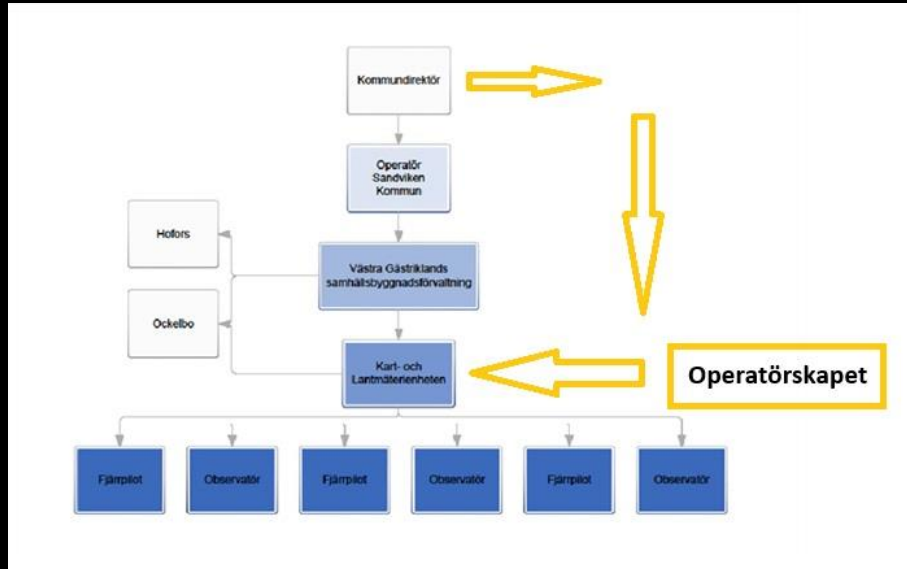 Kommundirektör
Operatör
Sandviken
Kommun
Hofors
Västra Gästriklands
samhällsbyggnadsförvaltning
Ockelbo
Kart- och
Lantmäterienheten
Operatörskapet
Fjärrpilot
Observatör
Fjärrpilot
Observatör
Fjärrpilot
Observatör